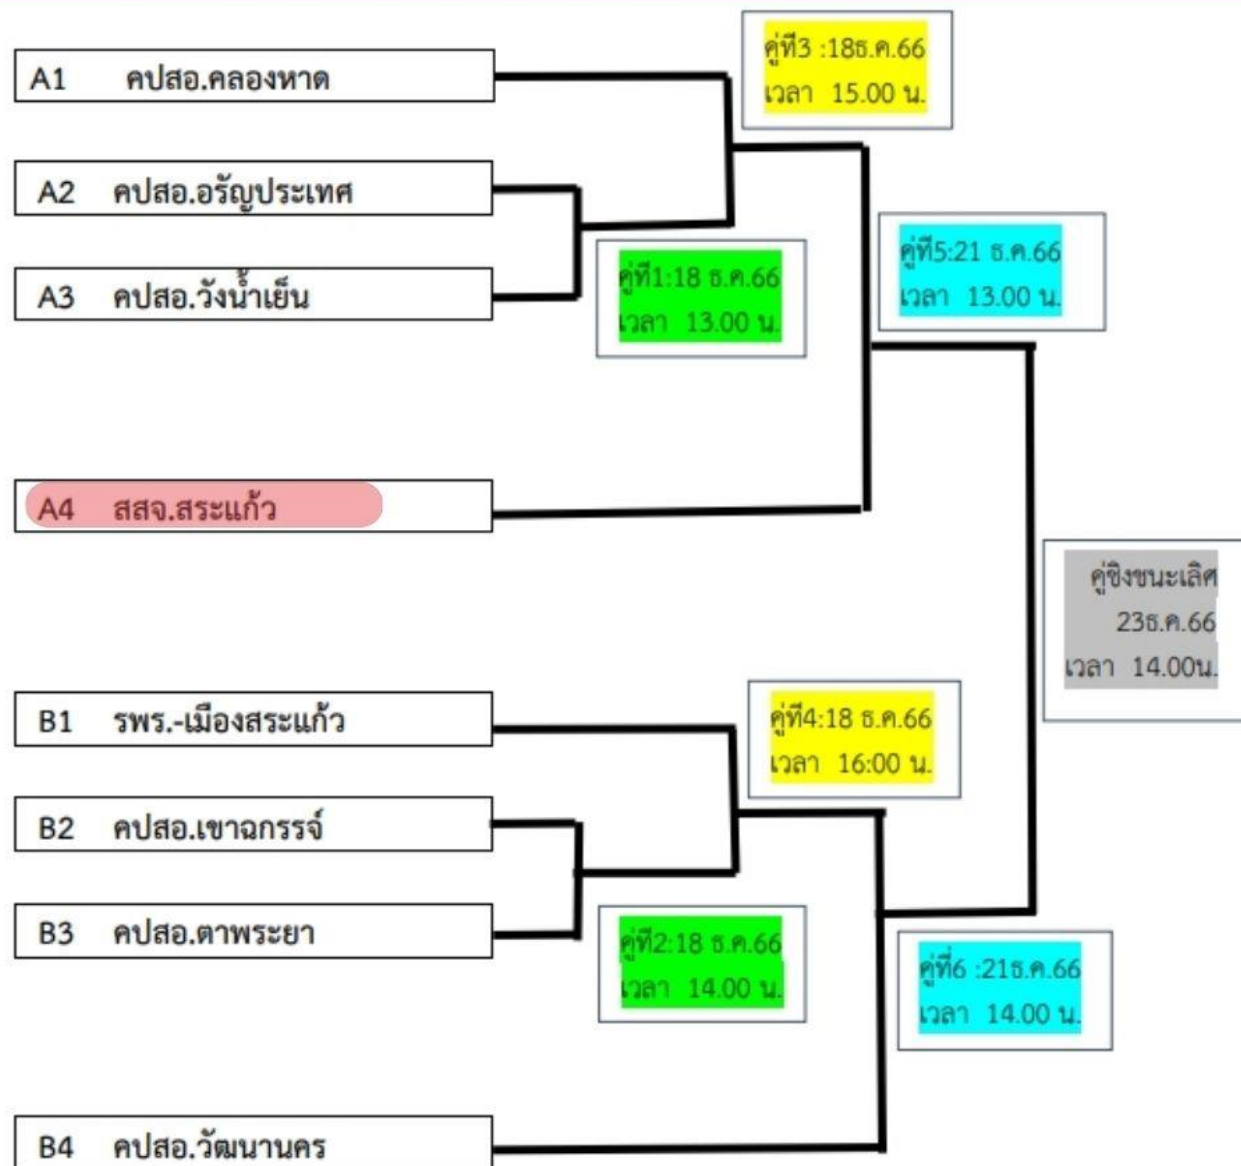 คู่ที่3 :18ธ.ค.66
เวลา 15.00 น.
A1 คปสอ.คลองหาด
A2 คปสอ.อรัญประเทศ
คู่ที่5:21 ธ.ค.66
เวลา 13.00 น.
A3 คปสอ.วังน้ำเย็น
คู่ที่1:18 ธ.ค.66
เวลา 13.00 น.
A4 สสจ.สระแก้ว
คู่ชิงชนะเลิศ
23ธ.ค.66
เวลา 14.00น.
B1 รพร.-เมืองสระแก้ว
คู่ที่4:18 ธ.ค.66
เวลา 16:00 น.
B2 คปสอ.เขาฉกรรจ์
B3 คปสอ.ตาพระยา
คู่ที่2:18 ธ.ค.66
เวลา 14.00 น.
คู่ที่6 :21ธ.ค.66
เวลา 14.00 น.
B4 คปสอ.วัฒนานคร